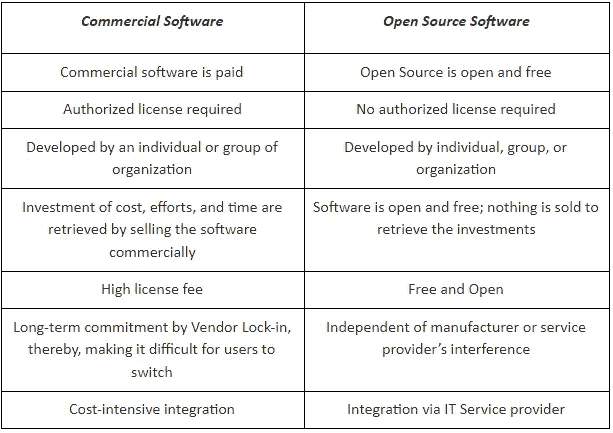 Commercial Software
Open Source Software
Commercial software is paid
Open Source is open and free
Authorized license required
No authorized license required
Developed by an individual or group of
organization
Developed by individual, group, or
organization
Investment of cost, efforts, and time are
retrieved by selling the software
commercially
Software is open and free; nothing is sold to
retrieve the investments
High license fee
Free and Open
Long-term commitment by Vendor Lock-in,
thereby, making it difficult for users to
switch
Independent of manufacturer or service
provider’s interference
Cost-intensive integration
Integration via IT Service provider